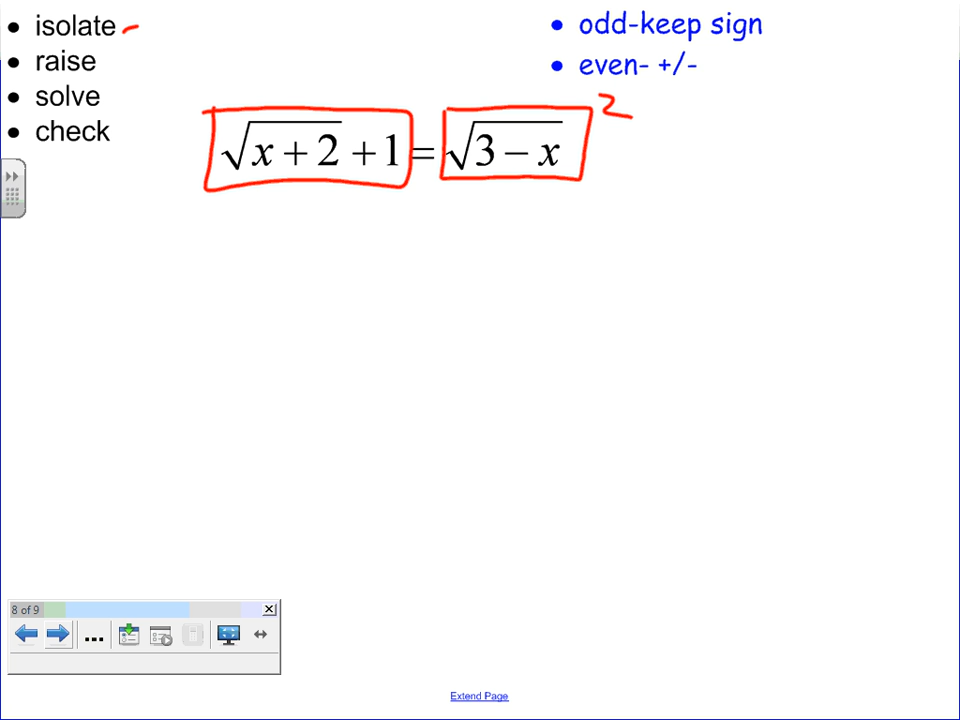 • isolate
• raise
• solve
• check
• odd-keep sign
• even- +/-
√(x + 2) + 1 = √(3 − x) 2
8 of 9
...
Extend Page